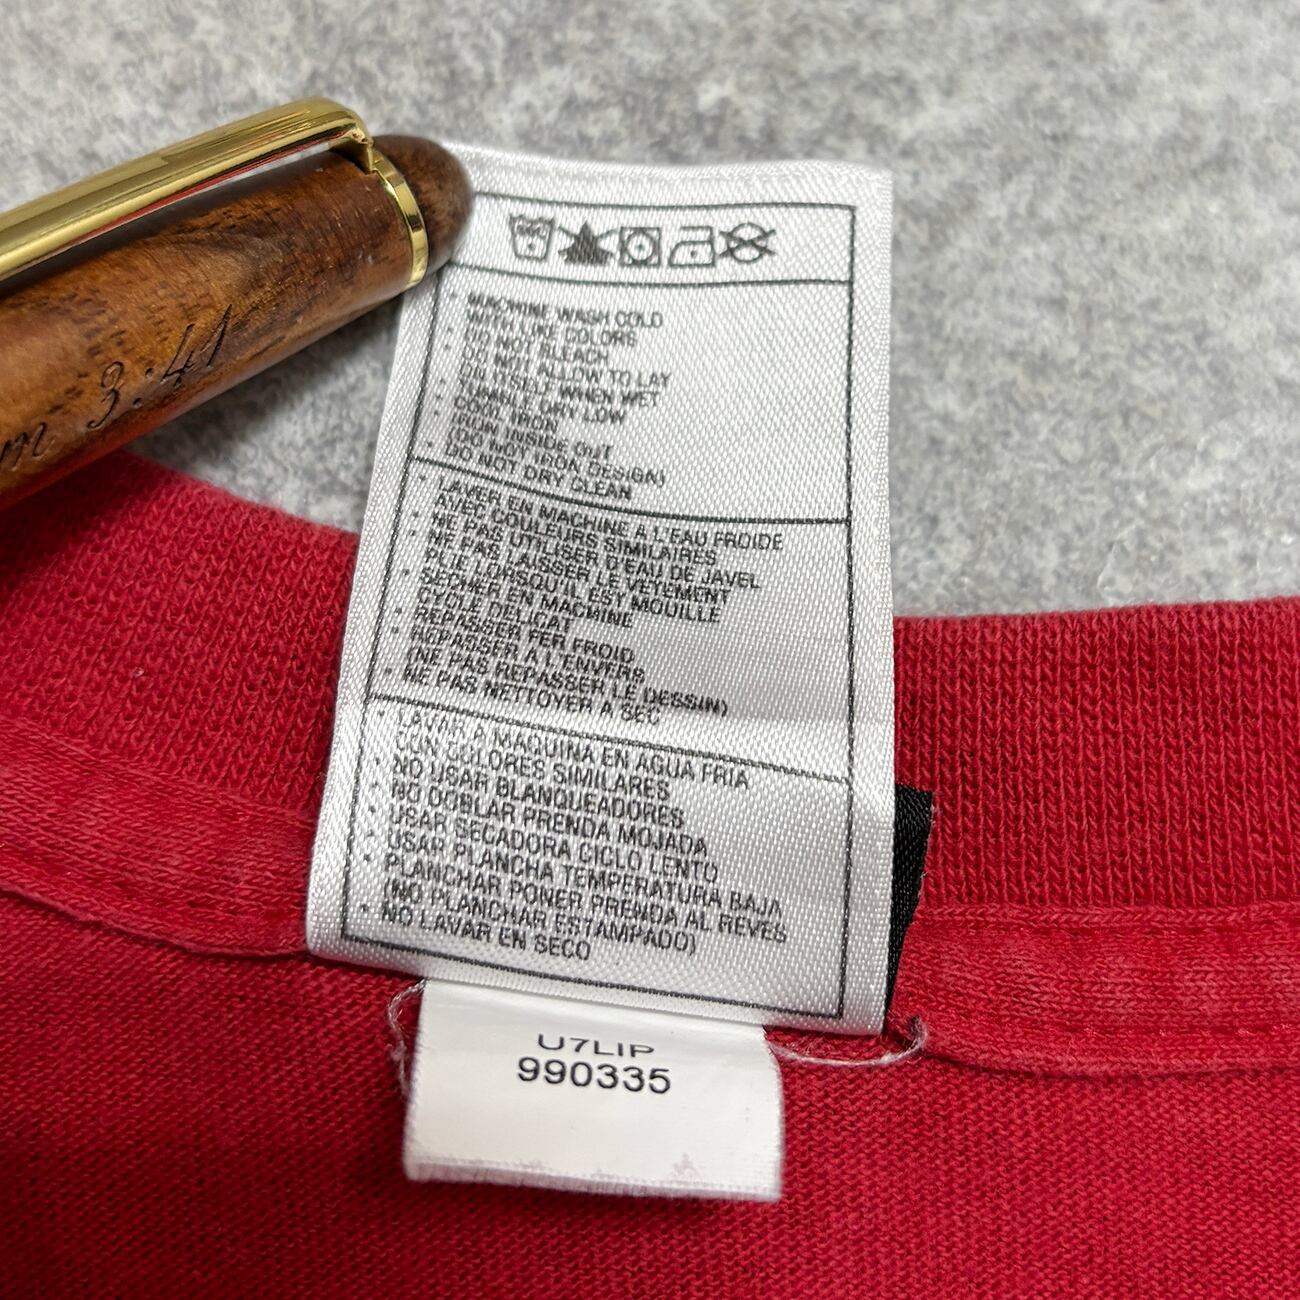 m 3:41
· MACHINE WASH COLD
WITH LIKE COLORS
· DO NOT BLEACH
· DO NOT ALLOW TO LAY
ON ITSELF WHEN WET
· TUMBLE DRY LOW
· COOL IRON
IRON INSIDE OUT
(DO NOT IRON DESIGN)
· DO NOT DRY CLEAN
· LAVER EN MACHINE A L'EAU FROIDE
AVEC COULEURS SIMILAIRES
· NE PAS UTILISER D'EAU DE JAVEL
· NE PAS LAISSER LE VETEMENT
PLIE LORSQU'IL EST MOUILLE
· SECHER EN MACHINE
CYCLE DELICAT
· REPASSER FER FROID
REPASSER A L'ENVERS
(NE PAS REPASSER LE DESSIN)
· NE PAS NETTOYER A SEC
· LAVAR A MAQUINA EN AGUA FRIA
CON COLORES SIMILARES
· NO USAR BLANQUEADORES
· NO DOBLAR PRENDA MOJADA
· USAR SECADORA CICLO LENTO
· USAR PLANCHA TEMPERATURA BAJA
PLANCHAR PONER PRENDA AL REVES
(NO PLANCHAR ESTAMPADO)
· NO LAVAR EN SECO
U7LIP
990335